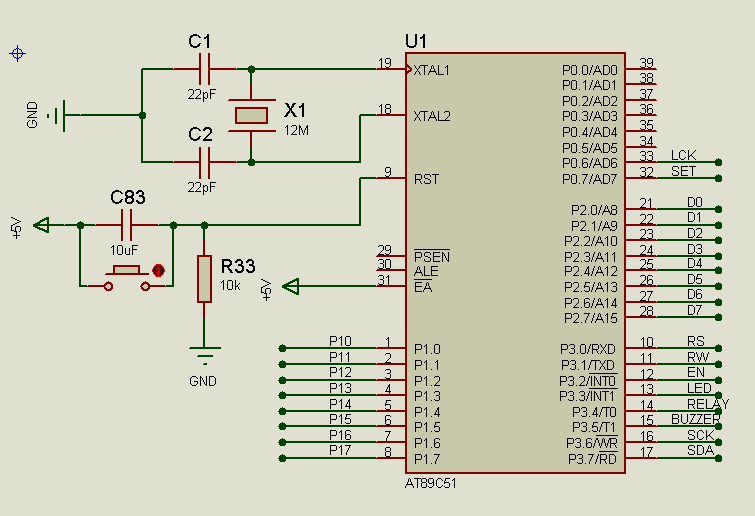 U1
C1
22pF
X1
12M
C2
22pF
GND
C83
10uF
+5V
R33
10k
GND
+5V
19 XTAL1
18 XTAL2
9 RST
29 PSEN
30 ALE
31 EA
P10 1 P1.0
P11 2 P1.1
P12 3 P1.2
P13 4 P1.3
P14 5 P1.4
P15 6 P1.5
P16 7 P1.6
P17 8 P1.7
P0.0/AD0 39
P0.1/AD1 38
P0.2/AD2 37
P0.3/AD3 36
P0.4/AD4 35
P0.5/AD5 34
P0.6/AD6 33 LCK
P0.7/AD7 32 SET
P2.0/A8 21 D0
P2.1/A9 22 D1
P2.2/A10 23 D2
P2.3/A11 24 D3
P2.4/A12 25 D4
P2.5/A13 26 D5
P2.6/A14 27 D6
P2.7/A15 28 D7
P3.0/RXD 10 RS
P3.1/TXD 11 RW
P3.2/INT0 12 EN
P3.3/INT1 13 LED
P3.4/T0 14 RELAY
P3.5/T1 15 BUZZER
P3.6/WR 16 SCK
P3.7/RD 17 SDA
AT89C51